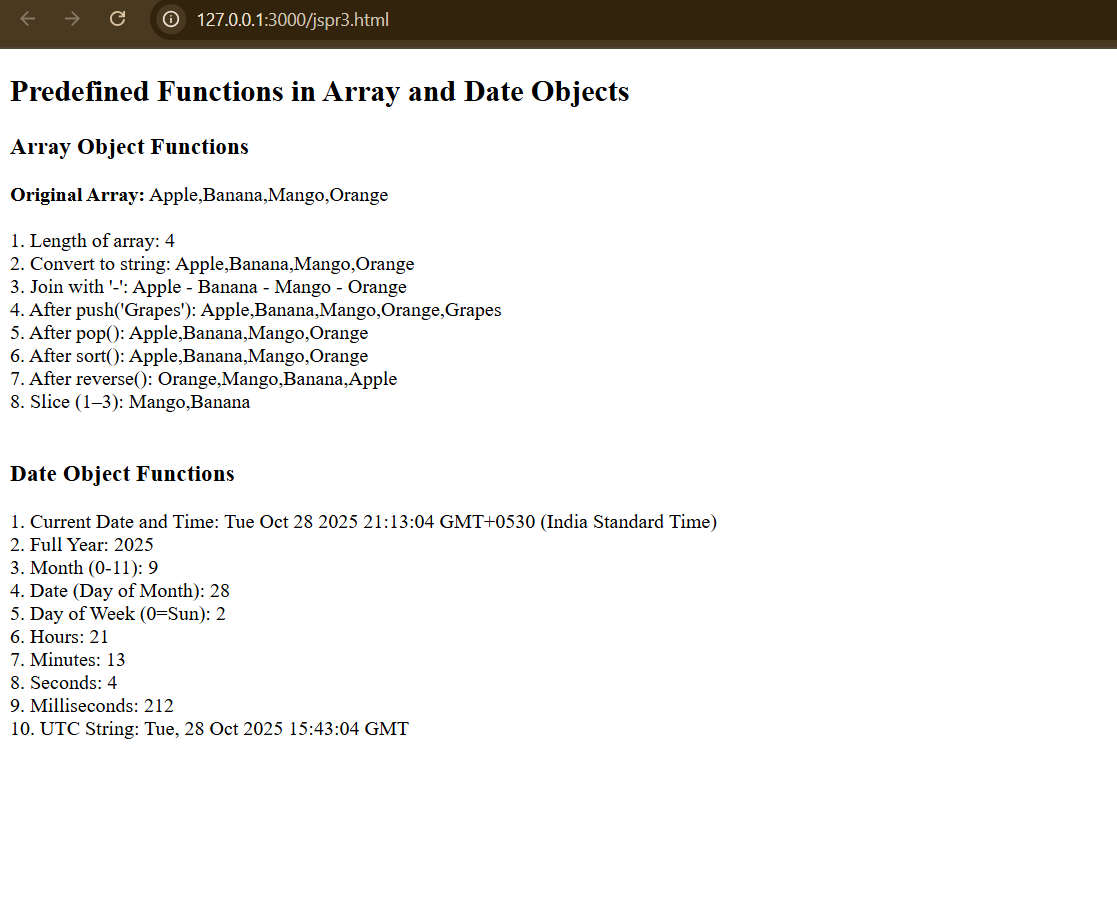 127.0.0.1:3000/jspr3.html
Predefined Functions in Array and Date Objects
Array Object Functions
Original Array: Apple,Banana,Mango,Orange
1. Length of array: 4
2. Convert to string: Apple,Banana,Mango,Orange
3. Join with '-': Apple - Banana - Mango - Orange
4. After push('Grapes'): Apple,Banana,Mango,Orange,Grapes
5. After pop(): Apple,Banana,Mango,Orange
6. After sort(): Apple,Banana,Mango,Orange
7. After reverse(): Orange,Mango,Banana,Apple
8. Slice (1–3): Mango,Banana
Date Object Functions
1. Current Date and Time: Tue Oct 28 2025 21:13:04 GMT+0530 (India Standard Time)
2. Full Year: 2025
3. Month (0-11): 9
4. Date (Day of Month): 28
5. Day of Week (0=Sun): 2
6. Hours: 21
7. Minutes: 13
8. Seconds: 4
9. Milliseconds: 212
10. UTC String: Tue, 28 Oct 2025 15:43:04 GMT